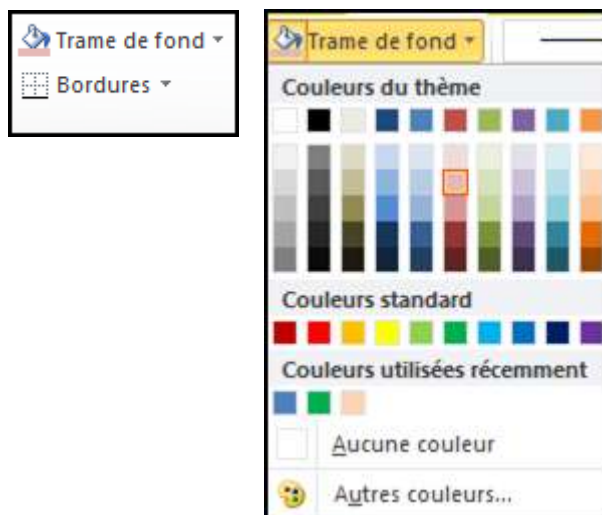 Trame de fond
Bordures
Trame de fond
Couleurs du thème
Couleurs standard
Couleurs utilisées récemment
Aucune couleur
Autres couleurs...